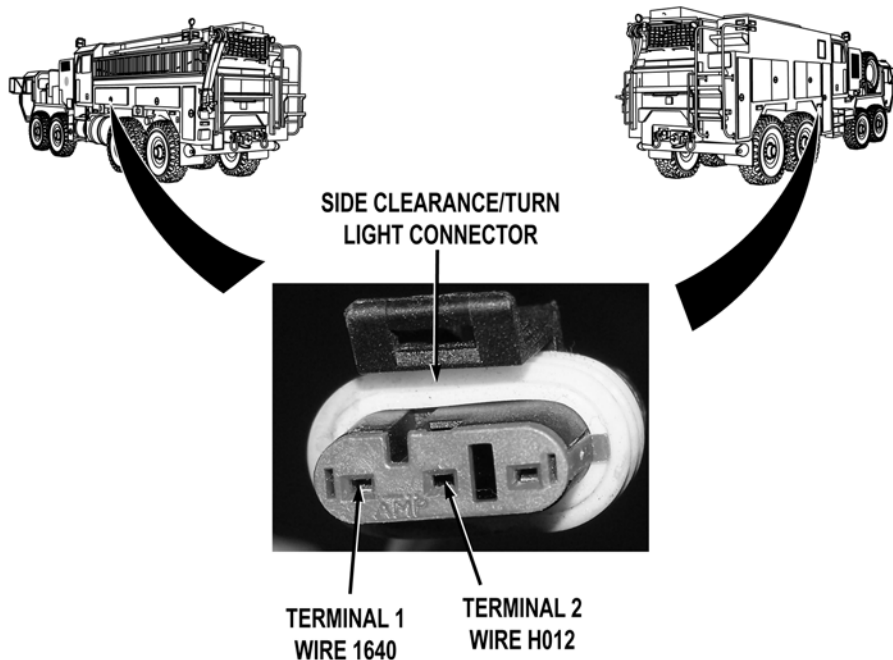 SIDE CLEARANCE/TURN
LIGHT CONNECTOR
AMP
TERMINAL 1
WIRE 1640
TERMINAL 2
WIRE H012